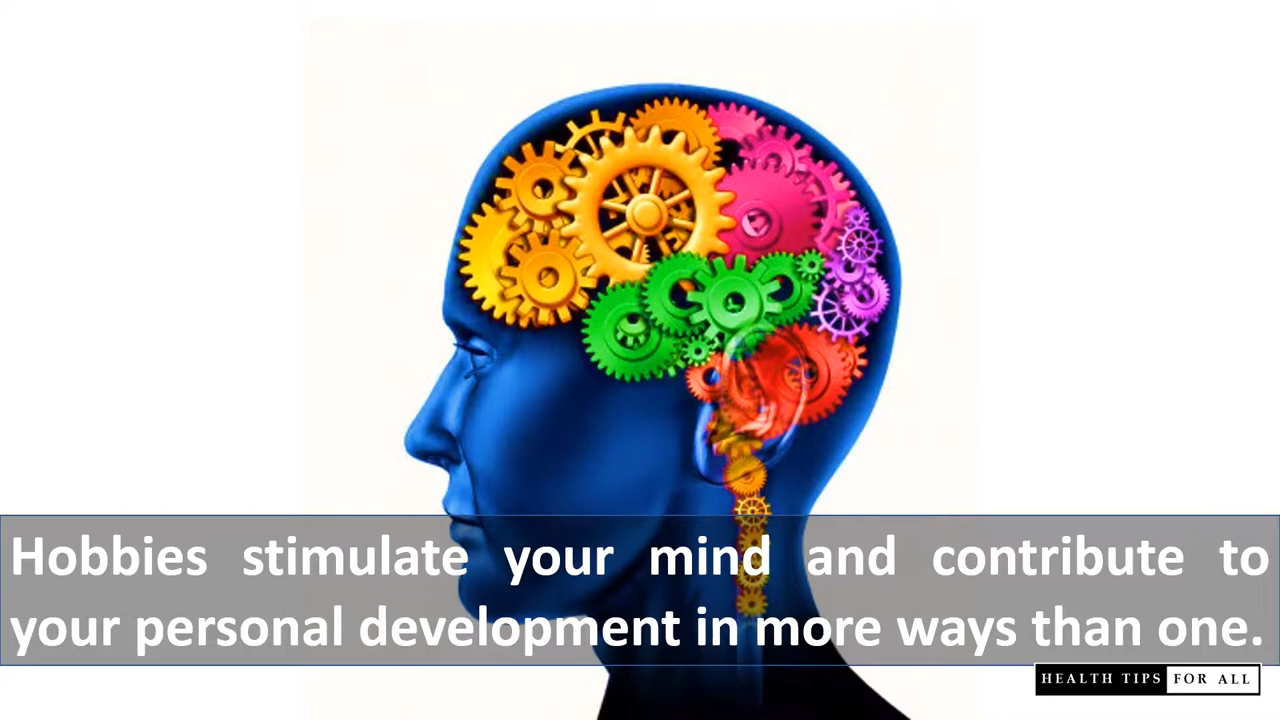 Hobbies stimulate your mind and contribute to
your personal development in more ways than one.
HEALTH TIPS FOR ALL